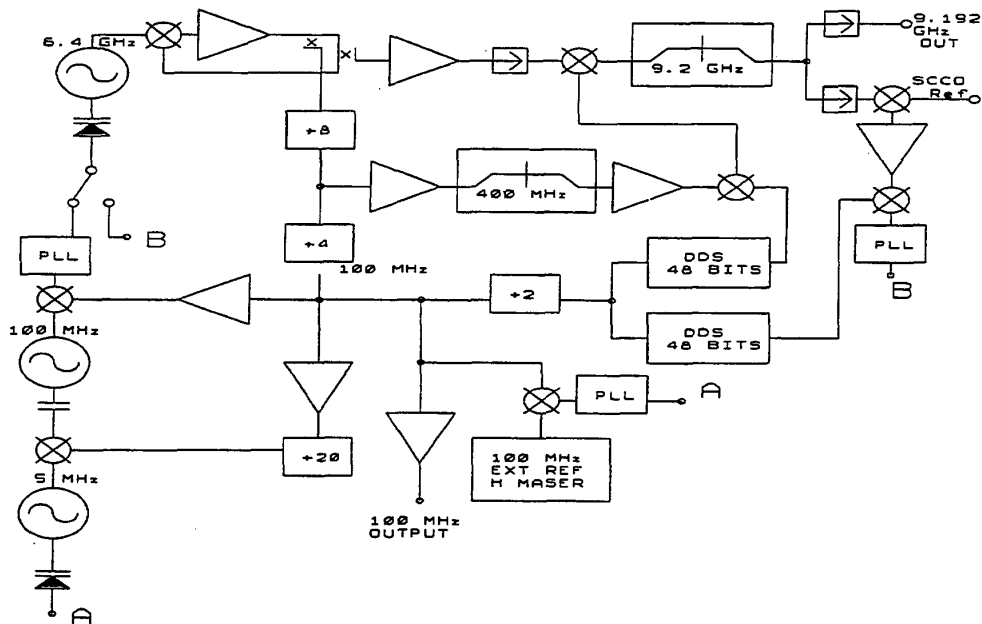 6.4 GHz
X
X
9.2 GHz
9.192
GHz
OUT
SCCO
Ref
÷8
400 MHz
÷4
B
PLL
100 MHz
DDS
48 BITS
PLL
B
÷2
100 MHz
DDS
48 BITS
PLL
A
÷20
5 MHz
100 MHz
EXT REF
H MASER
100 MHz
OUTPUT
A